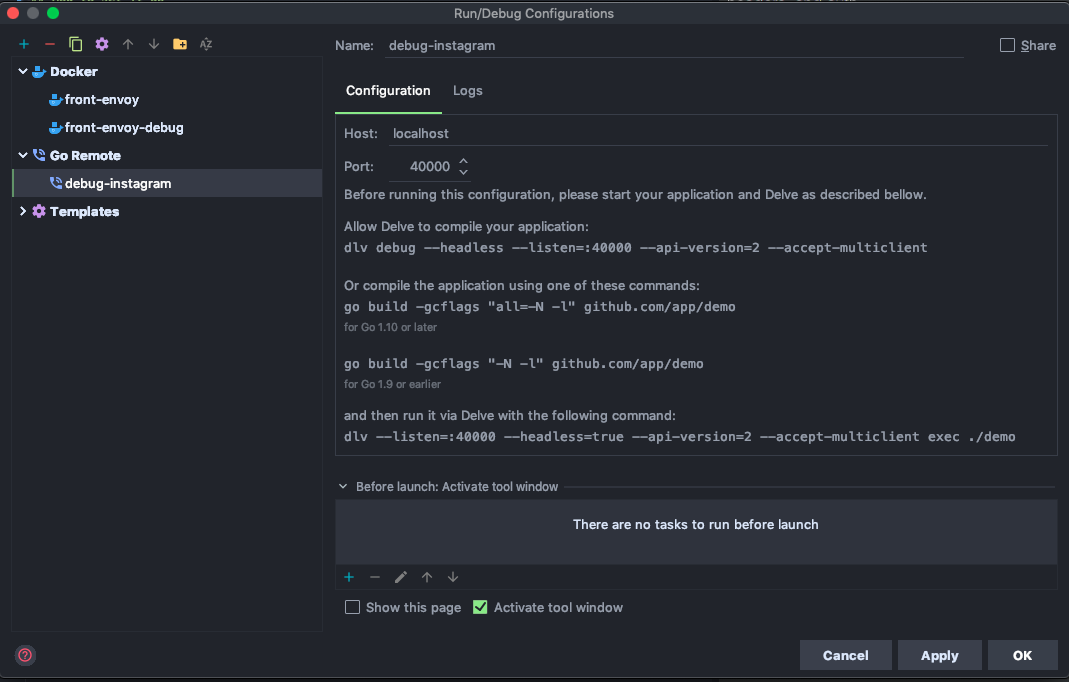 Run/Debug Configurations
Name: debug-instagram
Share
Docker
front-envoy
front-envoy-debug
Go Remote
debug-instagram
Templates
Configuration Logs
Host: localhost
Port: 40000
Before running this configuration, please start your application and Delve as described bellow.
Allow Delve to compile your application:
dlv debug --headless --listen=:40000 --api-version=2 --accept-multiclient
Or compile the application using one of these commands:
go build -gcflags "all=-N -l" github.com/app/demo
for Go 1.10 or later
go build -gcflags "-N -l" github.com/app/demo
for Go 1.9 or earlier
and then run it via Delve with the following command:
dlv --listen=:40000 --headless=true --api-version=2 --accept-multiclient exec ./demo
Before launch: Activate tool window
There are no tasks to run before launch
Show this page Activate tool window
Cancel Apply OK